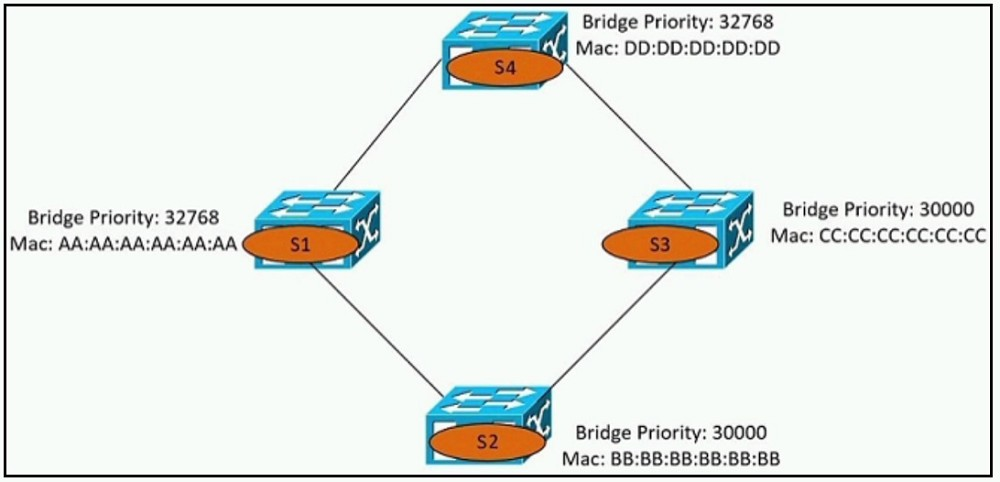 Bridge Priority: 32768
Mac: DD:DD:DD:DD:DD
S4
Bridge Priority: 32768
Mac: AA:AA:AA:AA:AA:AA
S1
S3
Bridge Priority: 30000
Mac: CC:CC:CC:CC:CC:CC
S2
Bridge Priority: 30000
Mac: BB:BB:BB:BB:BB:BB